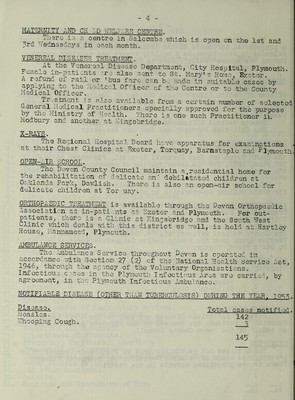 - 4 -
MATERNITY AND CHILD WELFARE CENTRE.
There is a centre in Salcombe which is open on the 1st and
3rd Wednesdays in each month.
VENEREAL DISEASES TREATMENT.
At the Venereal Disease Department, City Hospital, Plymouth.
Female in-patients are also sent to St. Mary's Home, Exeter.
A refund of rail or 'bus fare can be made in suitable cases by
applying to the Medical Officer of the Centre or to the County
Medical Officer.
Treatment is also available from a certain number of selected
General Medical Practitioners specially approved for the purpose
by the Ministry of Health. There is one such Practitioner in
Modbury and another at Kingsbridge.
X-RAYS.
The Regional Hospital Board have apparatus for examinations
at their Chest Clinics at Exeter, Torquay, Barnstaple and Plymouth.
OPEN-AIR SCHOOL.
The Devon County Council maintain a residential home for
the rehabilitation of delicate and debilitated children at
Oaklands Park, Dawlish. There is also an open-air school for
delicate children at Torquay.
ORTHOPAEDIC TREATMENT is available through the Devon Orthopaedic
Association at in-patients at Exeter and Plymouth. For out-
patients, there is a Clinic at Kingsbridge and the South West
Clinic which deals with this district as well, is held at Hartley
House, Mannamead, Plymouth.
AMBULANCE SERVICES.
The Ambulance Service throughout Devon is operated in
accordance with Section 27 (2) of the National Health Service Act,
1946, through the agency of the Voluntary Organisations.
Infectious cases in the Plymouth Infectious Area are carried, by
agreement, in the Plymouth Infectious Ambulance.
NOTIFIABLE DISEASE (OTHER THAN TUBERCULOSIS) DURING THE YEAR, 1953.
Disease. Total cases notified.
Measles. 142
Whooping Cough. 3
145